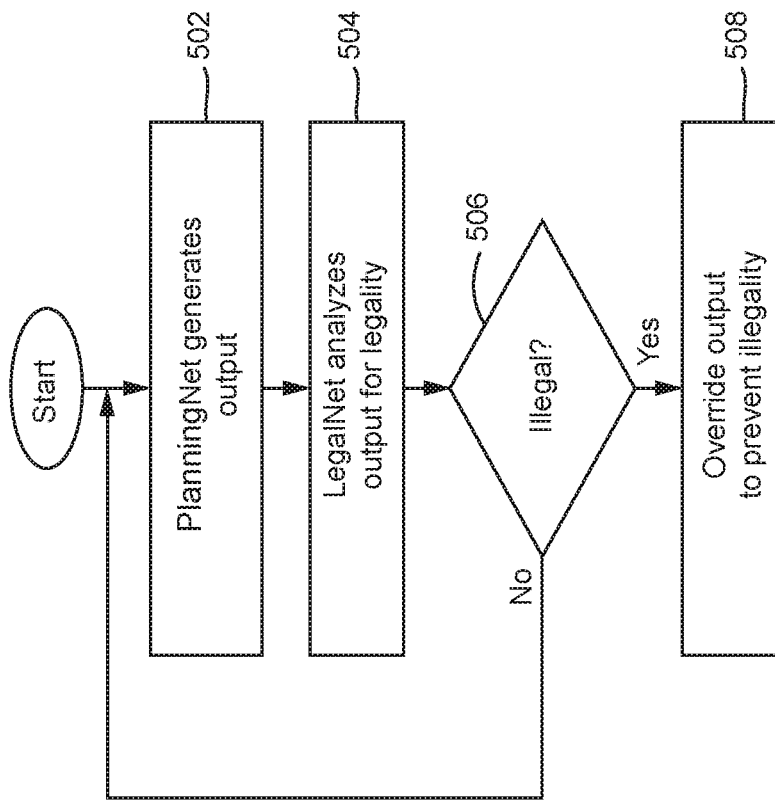 Start
PlanningNet generates
output
502
LegalNet analyzes
output for legality
504
Illegal?
506
No
Yes
Override output
to prevent illegality
508